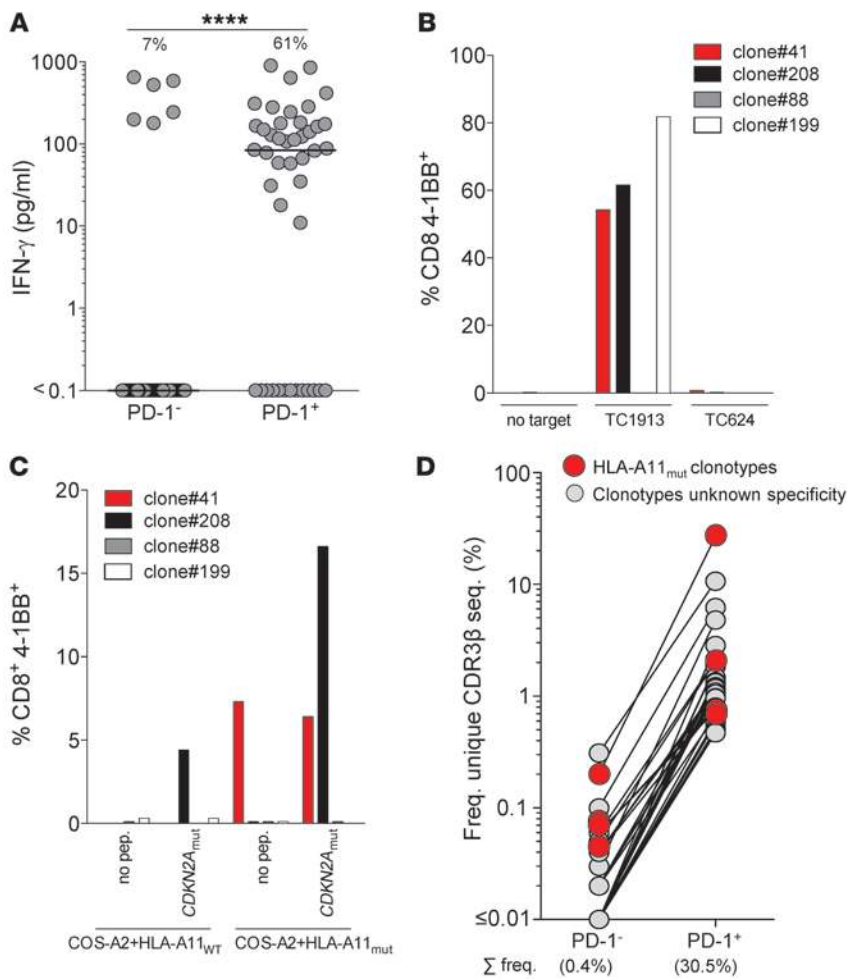 A
****
7%
61%
1000
100
10
1
< 0.1
IFN-γ (pg/ml)
PD-1⁻
PD-1⁺
B
100
80
60
40
20
0
% CD8 4-1BB⁺
clone#41
clone#208
clone#88
clone#199
no target
TC1913
TC624
C
20
15
10
5
0
% CD8⁺ 4-1BB⁺
clone#41
clone#208
clone#88
clone#199
no pep.
CDKN2Amut
no pep.
CDKN2Amut
COS-A2+HLA-A11WT
COS-A2+HLA-A11mut
D
HLA-A11mut clonotypes
Clonotypes unknown specificity
100
10
1
0.1
≤0.01
Freq. unique CDR3β seq. (%)
PD-1⁻
PD-1⁺
∑ freq.
(0.4%)
(30.5%)